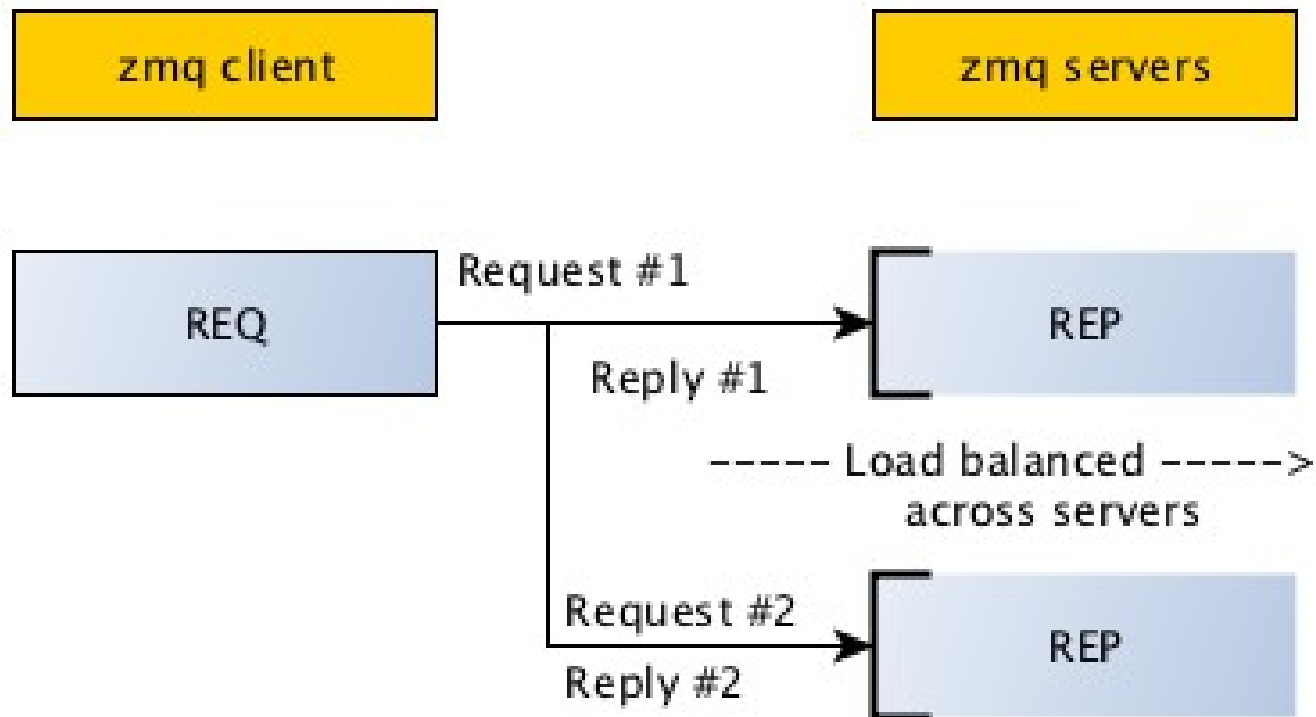 zmq client
zmq servers
Request #1
REQ
REP
Reply #1
----- Load balanced ----->
across servers
Request #2
REP
Reply #2